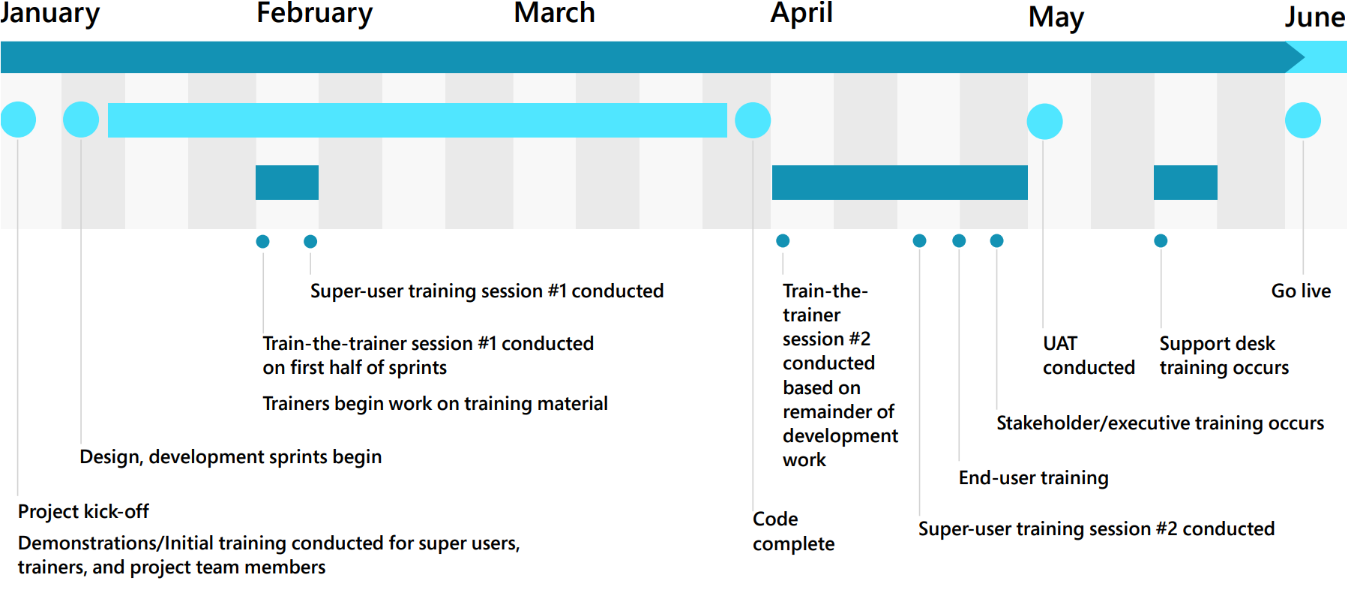 January
February
March
April
May
June
Super-user training session #1 conducted
Train-the-trainer session #1 conducted
on first half of sprints
Trainers begin work on training material
Design, development sprints begin
Project kick-off
Demonstrations/Initial training conducted for super users,
trainers, and project team members
Code
complete
Train-the-
trainer
session #2
conducted
based on
remainder of
development
work
Super-user training session #2 conducted
End-user training
Stakeholder/executive training occurs
UAT
conducted
Support desk
training occurs
Go live